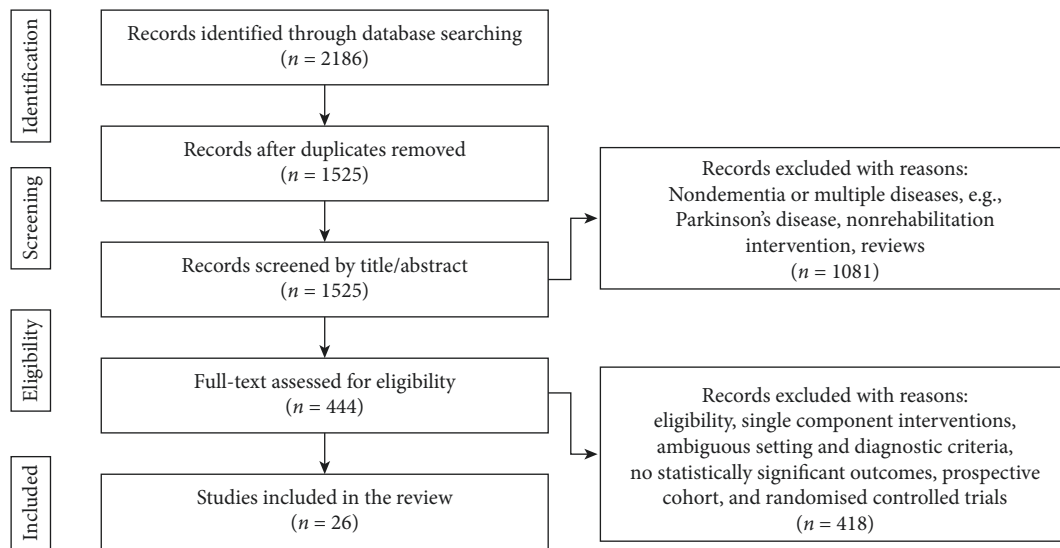 Identification
Records identified through database searching
(n = 2186)
Records after duplicates removed
(n = 1525)
Screening
Records screened by title/abstract
(n = 1525)
Records excluded with reasons:
Nondementia or multiple diseases, e.g.,
Parkinson's disease, nonrehabilitation
intervention, reviews
(n = 1081)
Eligibility
Full-text assessed for eligibility
(n = 444)
Records excluded with reasons:
eligibility, single component interventions,
ambiguous setting and diagnostic criteria,
no statistically significant outcomes, prospective
cohort, and randomised controlled trials
(n = 418)
Included
Studies included in the review
(n = 26)